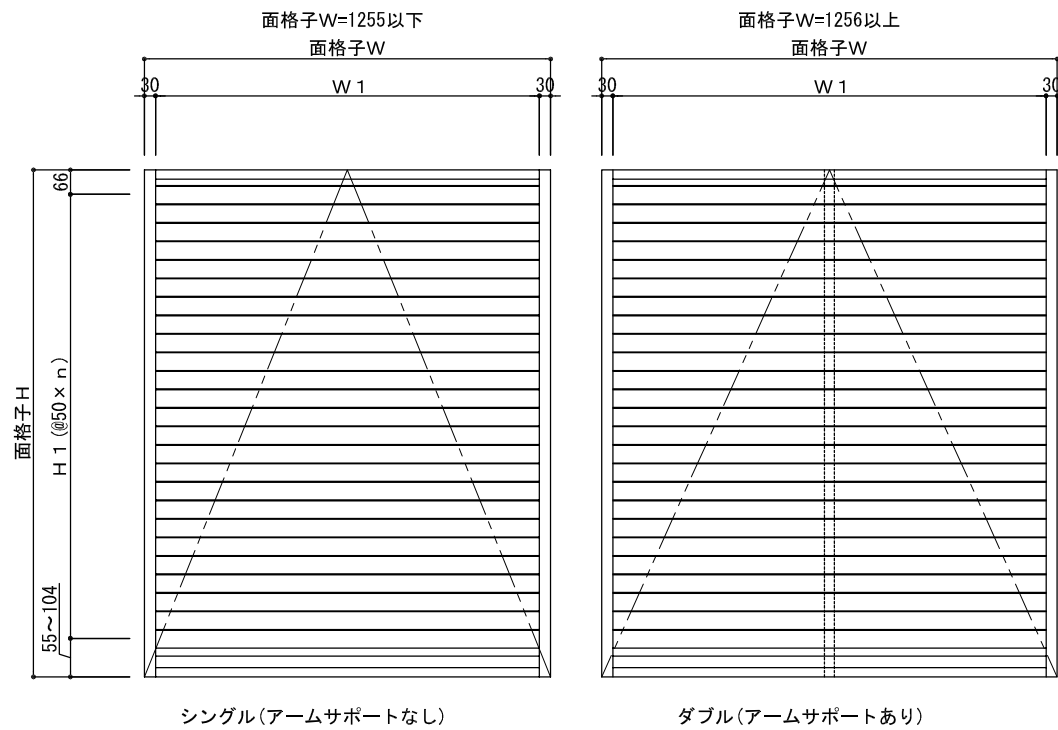 面格子W=1255以下
面格子W
30
W1
30
面格子W=1256以上
面格子W
30
W1
30
66
面格子H
H1(@50×n)
55～104
シングル(アームサポートなし)
ダブル(アームサポートあり)